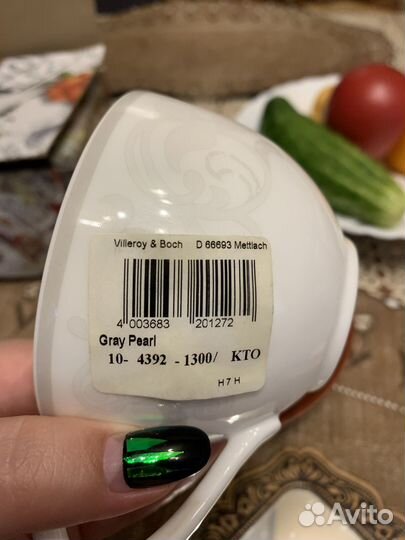 Villeroy & Boch D 66693 Mettlach
4 003683 201272
Gray Pearl
10- 4392 - 1300/ KTO
H7H
Avito